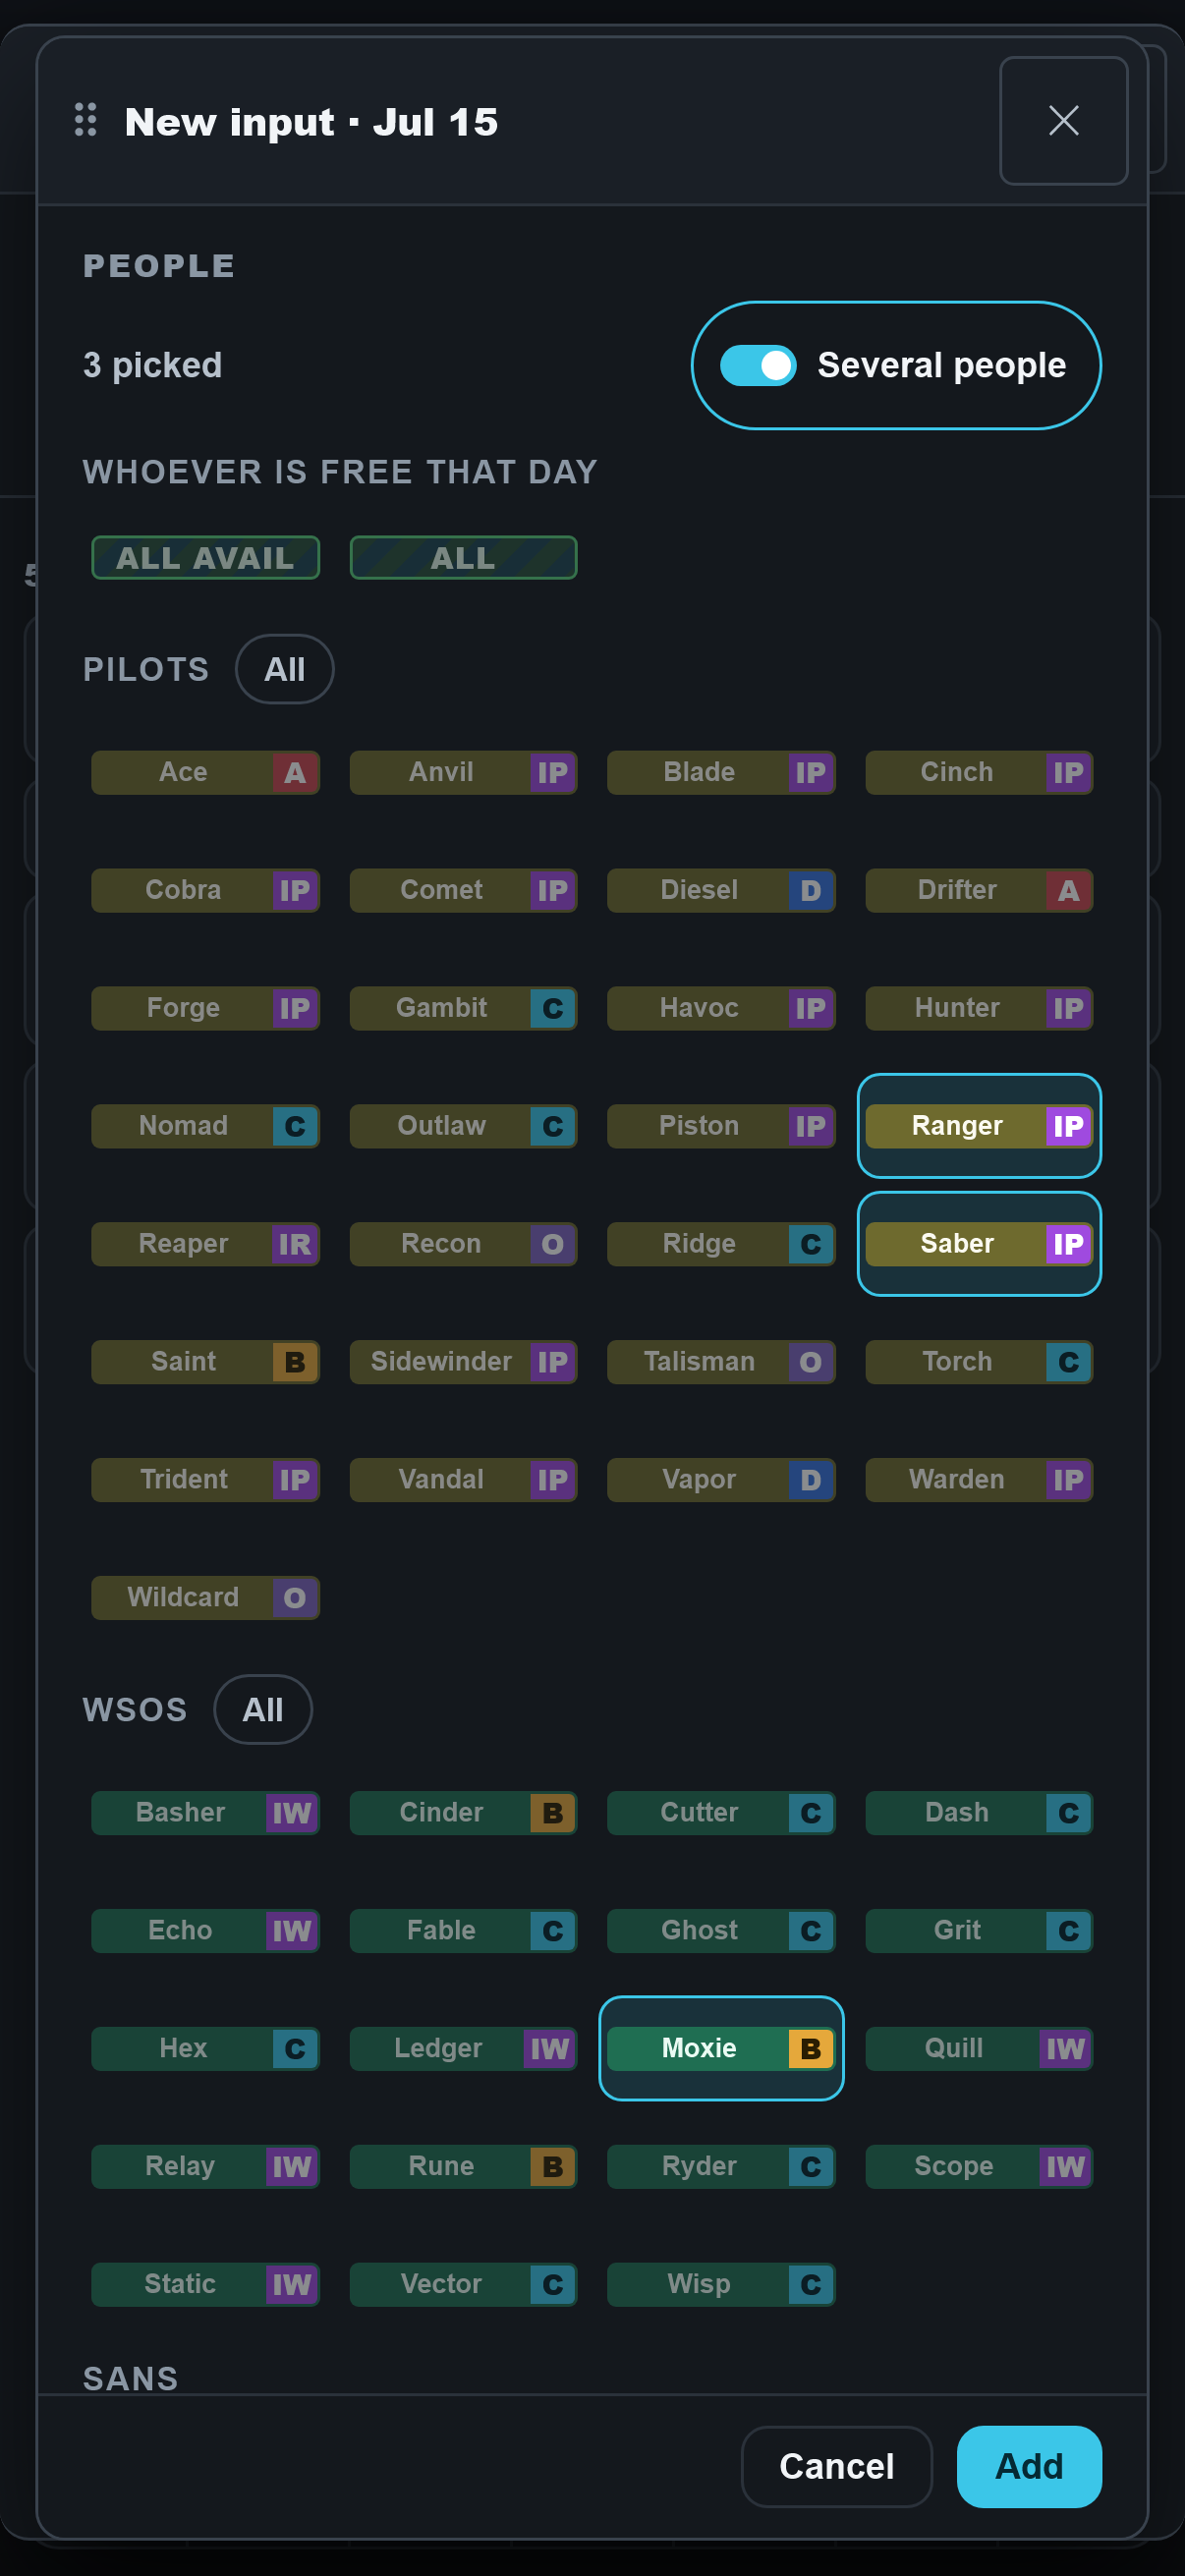 New input · Jul 15
PEOPLE
3 picked
Several people
WHOEVER IS FREE THAT DAY
ALL AVAIL ALL
5
PILOTS All
Ace A Anvil IP Blade IP Cinch IP
Cobra IP Comet IP Diesel D Drifter A
Forge IP Gambit C Havoc IP Hunter IP
Nomad C Outlaw C Piston IP Ranger IP
Reaper IR Recon O Ridge C Saber IP
Saint B Sidewinder IP Talisman O Torch C
Trident IP Vandal IP Vapor D Warden IP
Wildcard O
WSOS All
Basher IW Cinder B Cutter C Dash C
Echo IW Fable C Ghost C Grit C
Hex C Ledger IW Moxie B Quill IW
Relay IW Rune B Ryder C Scope IW
Static IW Vector C Wisp C
SANS
Cancel Add